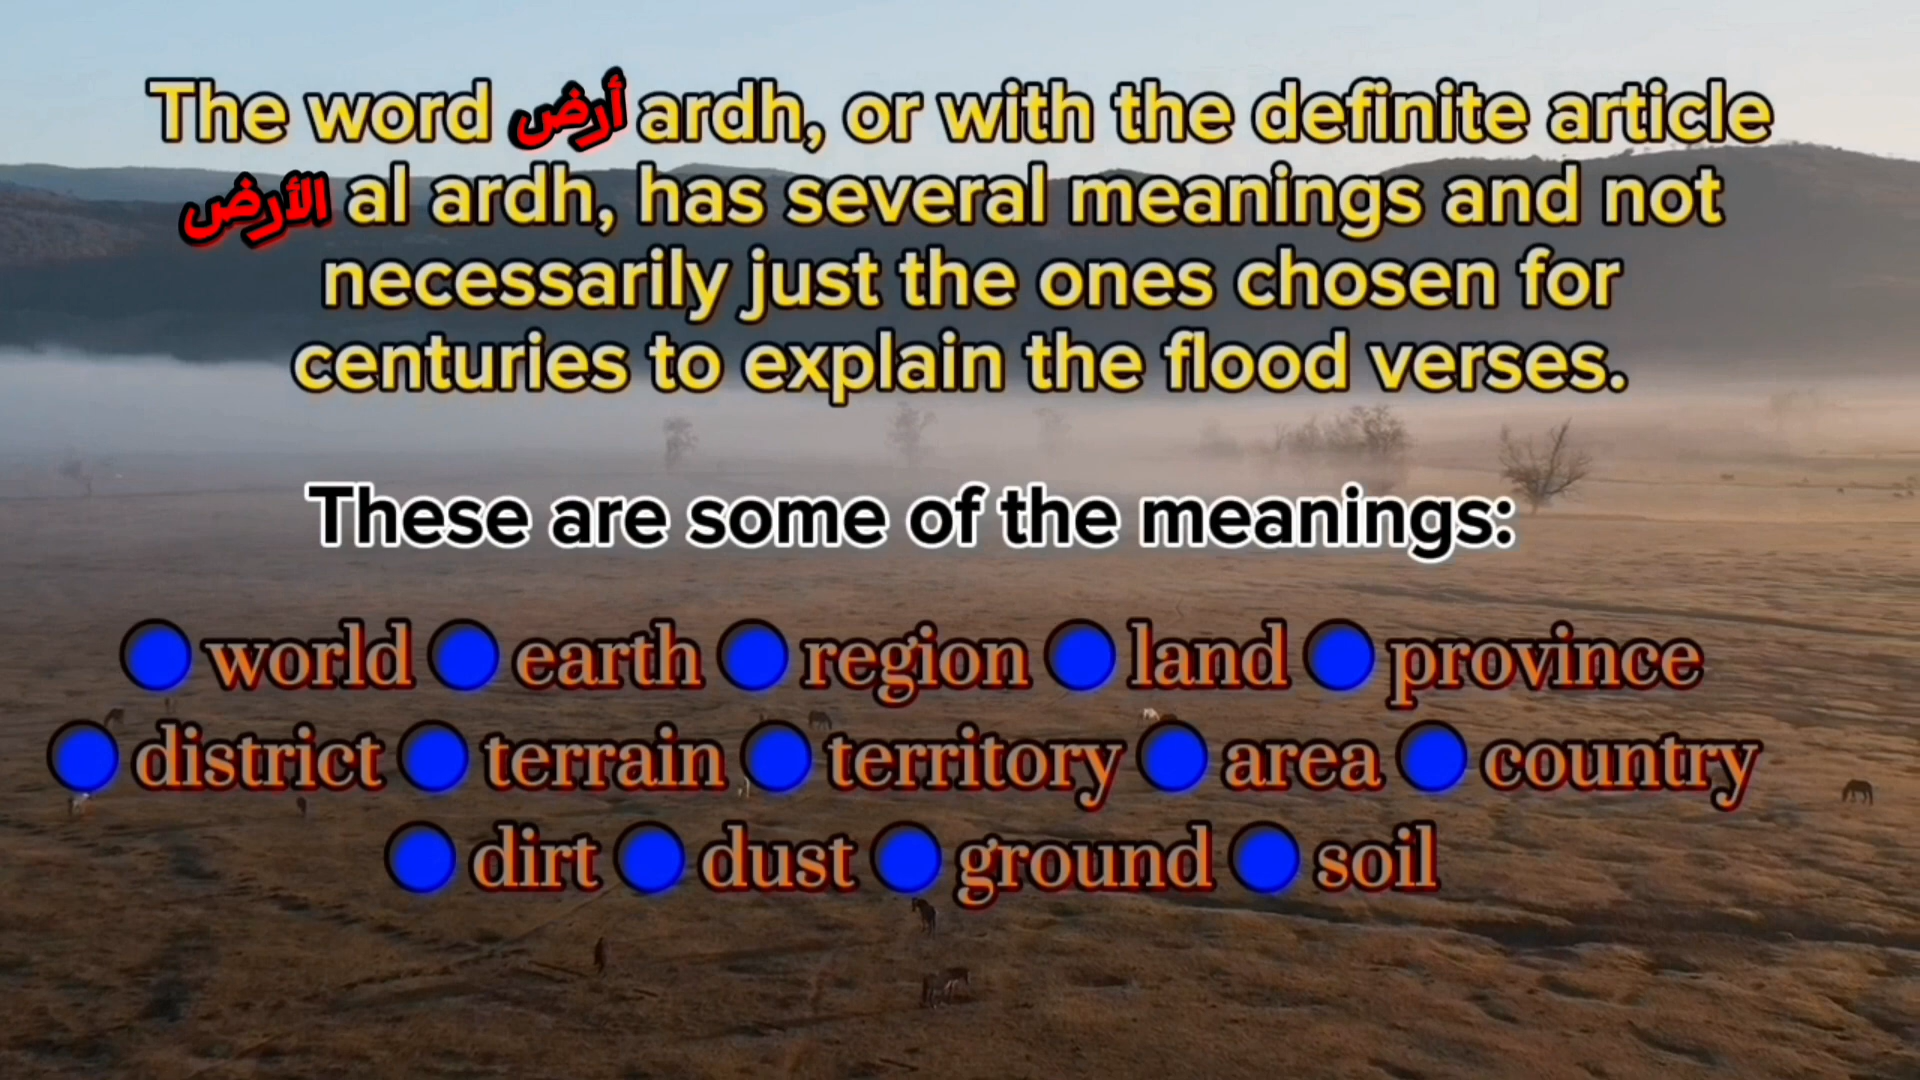 The word أرض ardh, or with the definite article
الأرض al ardh, has several meanings and not
necessarily just the ones chosen for
centuries to explain the flood verses.
These are some of the meanings:
🔵 world 🔵 earth 🔵 region 🔵 land 🔵 province
🔵 district 🔵 terrain 🔵 territory 🔵 area 🔵 country
🔵 dirt 🔵 dust 🔵 ground 🔵 soil